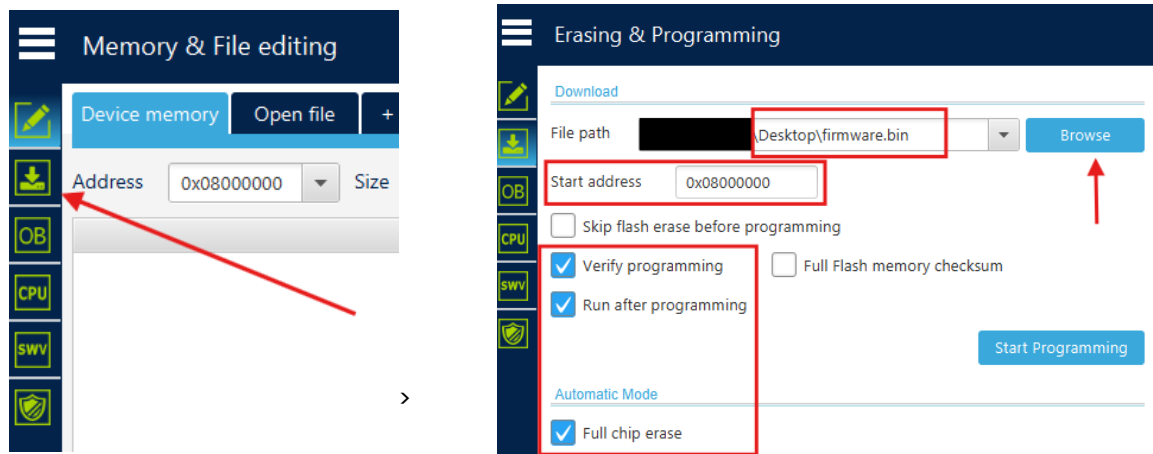 Memory & File editing
Device memory Open file +
Address 0x08000000 Size
OB
CPU
SWV
>
Erasing & Programming
Download
File path \Desktop\firmware.bin Browse
Start address 0x08000000
OB
Skip flash erase before programming
CPU
Verify programming Full Flash memory checksum
SWV
Run after programming
Start Programming
Automatic Mode
Full chip erase